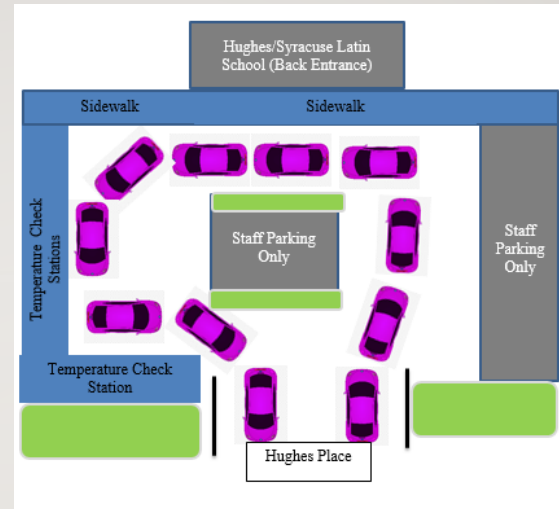 Hughes/Syracuse Latin
School (Back Entrance)
Sidewalk
Sidewalk
Temperature Check
Stations
Staff Parking
Only
Staff
Parking
Only
Temperature Check
Station
Hughes Place